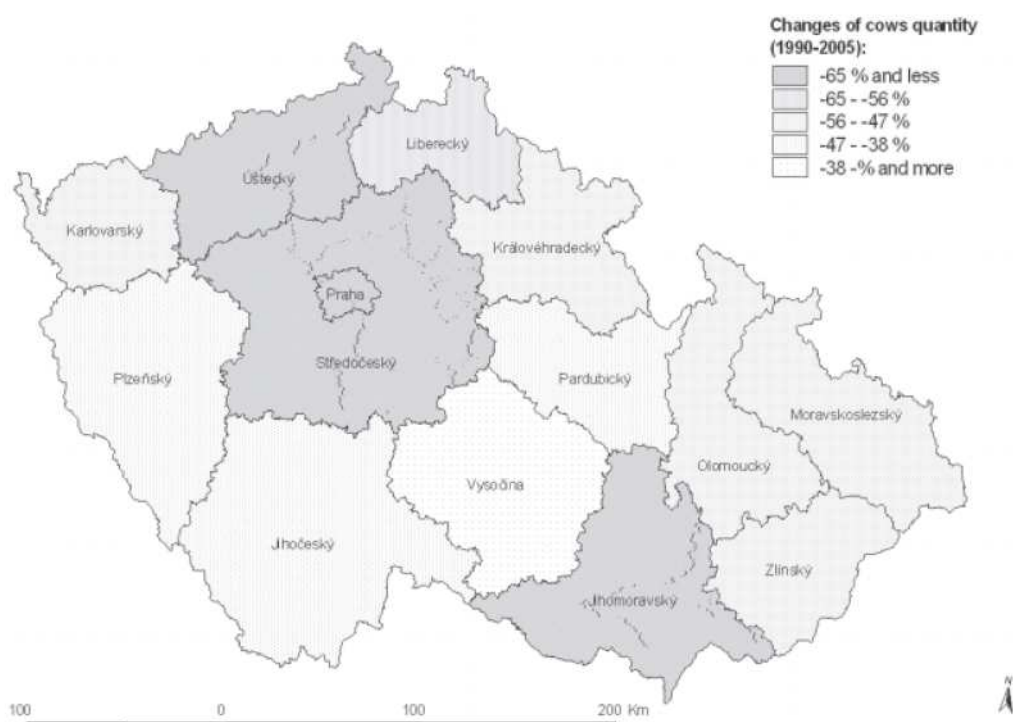 Changes of cows quantity
(1990-2005):
-65 % and less
-65 - -56 %
-56 - -47 %
-47 - -38 %
-38 -% and more
Liberecký
Úštecký
Karlovarský
Královéhradecký
Praha
Středočeský
Plzeňský
Pardubický
Moravskoslezský
Olomoucký
Vysočina
Jihočeský
Zlínský
Jihomoravský
N
100 0 100 200 Km